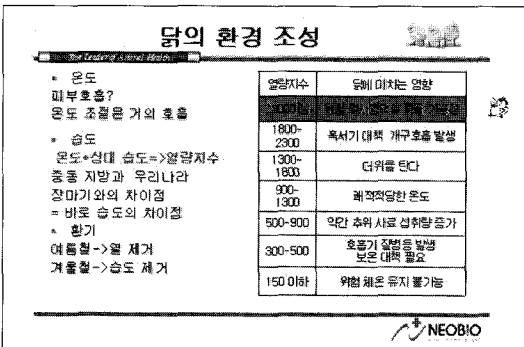 닭의 환경 조성
The Leader of Animal Health
* 온도
피부호흡?
온도 조절은 거의 호흡
* 습도
온도*상대 습도=>열량지수
중동 지방과 우리나라
장마기와의 차이점
= 바로 습도의 차이점
* 환기
여름철->열 제거
겨울철->습도 제거
열량지수 닭에 미치는 영향
1800-2300 혹서기 대책 개구호흡 발생
1300-1800 더위를 탄다
900-1300 쾌적적당한 온도
500-900 약간 추위 사료 섭취량 증가
300-500 호흡기 질병등 발생
보온 대책 필요
150 이하 위험 체온 유지 불가능
NEOBIO